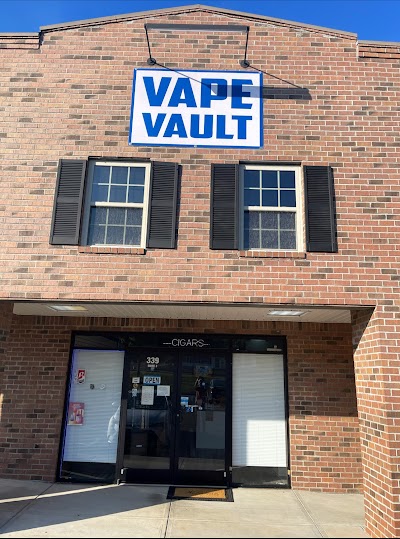 VAPE
VAULT
---CIGARS---
339
OPEN